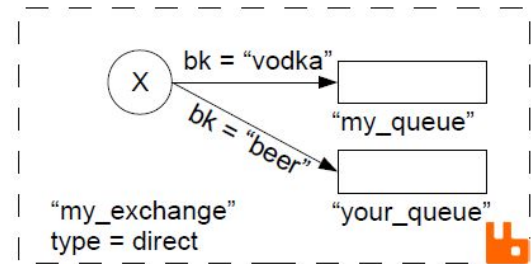 X
bk = “vodka”
“my_queue”
bk = “beer”
“your_queue”
“my_exchange”
type = direct